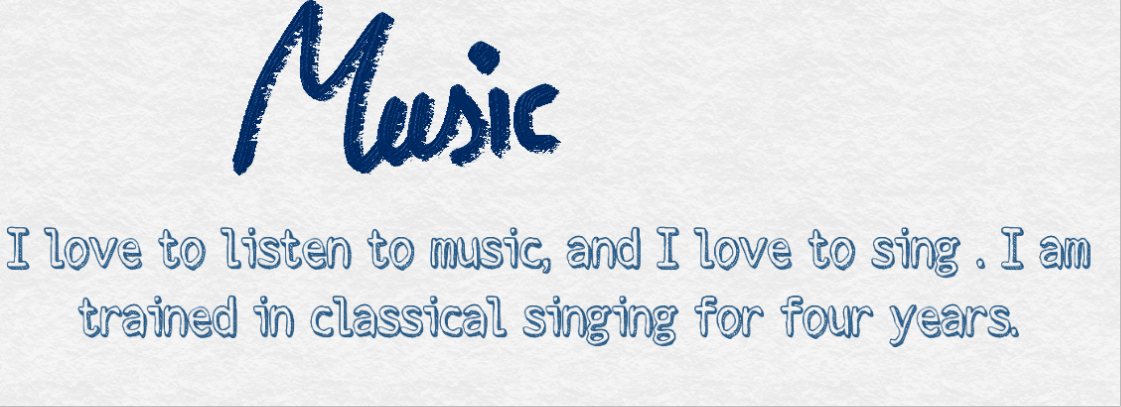 Music
I love to listen to music, and I love to sing . I am
trained in classical singing for four years.